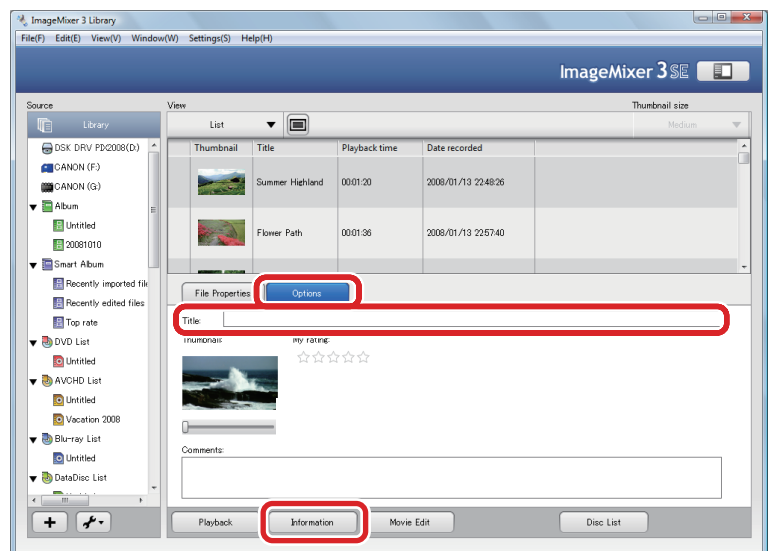 ImageMixer 3 Library
File(F) Edit(E) View(V) Window(W) Settings(S) Help(H)
ImageMixer 3 SE
Source
View
Thumbnail size
Library
List
Medium
DSK DRV PDC2008(D:)
CANON (F:)
CANON (G:)
Album
Untitled
20081010
Smart Album
Recently imported file
Recently edited files
Top rate
DVD List
Untitled
AVCHD List
Untitled
Vacation 2008
Blu-ray List
Untitled
DataDisc List
Thumbnail Title Playback time Date recorded
Summer Highland 00:01:20 2008/01/13 22:48:26
Flower Path 00:01:36 2008/01/13 22:57:40
File Properties Options
Title:
Thumbnail: My rating:
Comments:
Playback Information Movie Edit Disc List